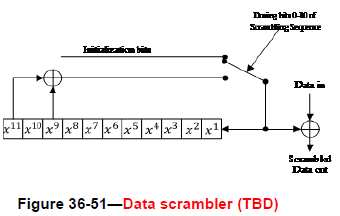 During bits 0-10 of
Scrambling Sequence
Initialization bits
Data in
x¹¹ x¹⁰ x⁹ x⁸ x⁷ x⁶ x⁵ x⁴ x³ x² x¹
Scrambled
Data out
Figure 36-51—Data scrambler (TBD)